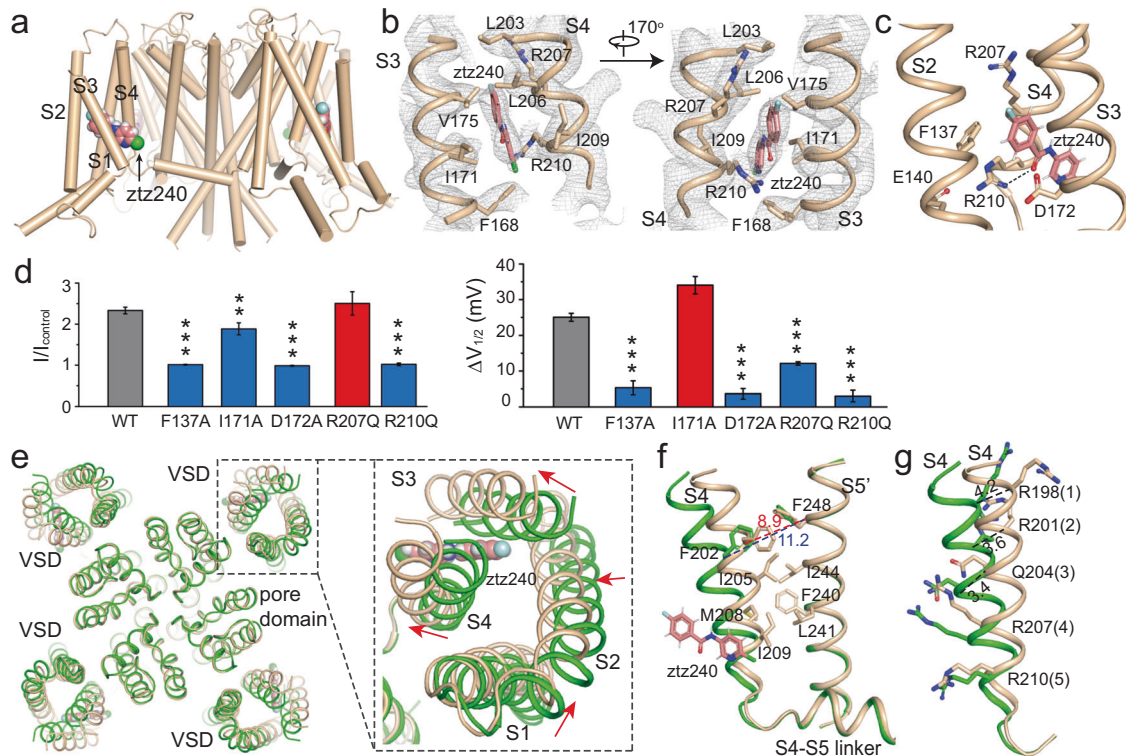 a
S3
S4
S2
S1
ztz240
b
L203
S4
S3
R207
ztz240
L206
V175
I209
R210
I171
F168
170°
L203
L206
V175
R207
I209
I171
R210
ztz240
F168
S4
S3
c
R207
S2
S4
S3
F137
ztz240
E140
R210
D172
d
I/Icontrol
3
2
1
0
***
**
***
***
WT
F137A
I171A
D172A
R207Q
R210Q
ΔV1/2 (mV)
40
30
20
10
0
***
***
***
***
WT
F137A
I171A
D172A
R207Q
R210Q
e
VSD
VSD
VSD
VSD
pore
domain
S3
ztz240
S4
S2
S1
f
S4
S5'
F248
8.9
11.2
F202
I205
I244
F240
M208
L241
I209
ztz240
S4-S5 linker
g
S4
S4
4.2
R198(1)
R201(2)
3.6
Q204(3)
3.4
R207(4)
R210(5)